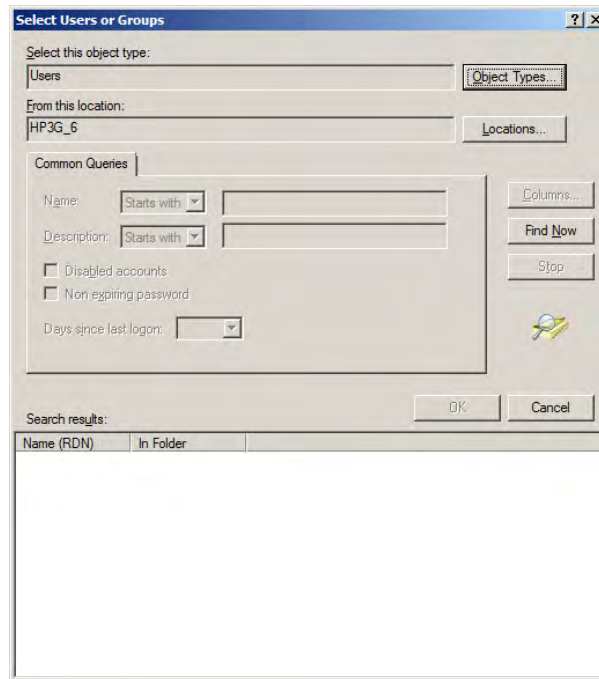 Select Users or Groups
Select this object type:
Users
Object Types...
From this location:
HP3G_6
Locations...
Common Queries
Name: Starts with
Columns...
Description: Starts with
Find Now
Disabled accounts
Stop
Non expiring password
Days since last logon:
OK Cancel
Search results:
Name (RDN) In Folder